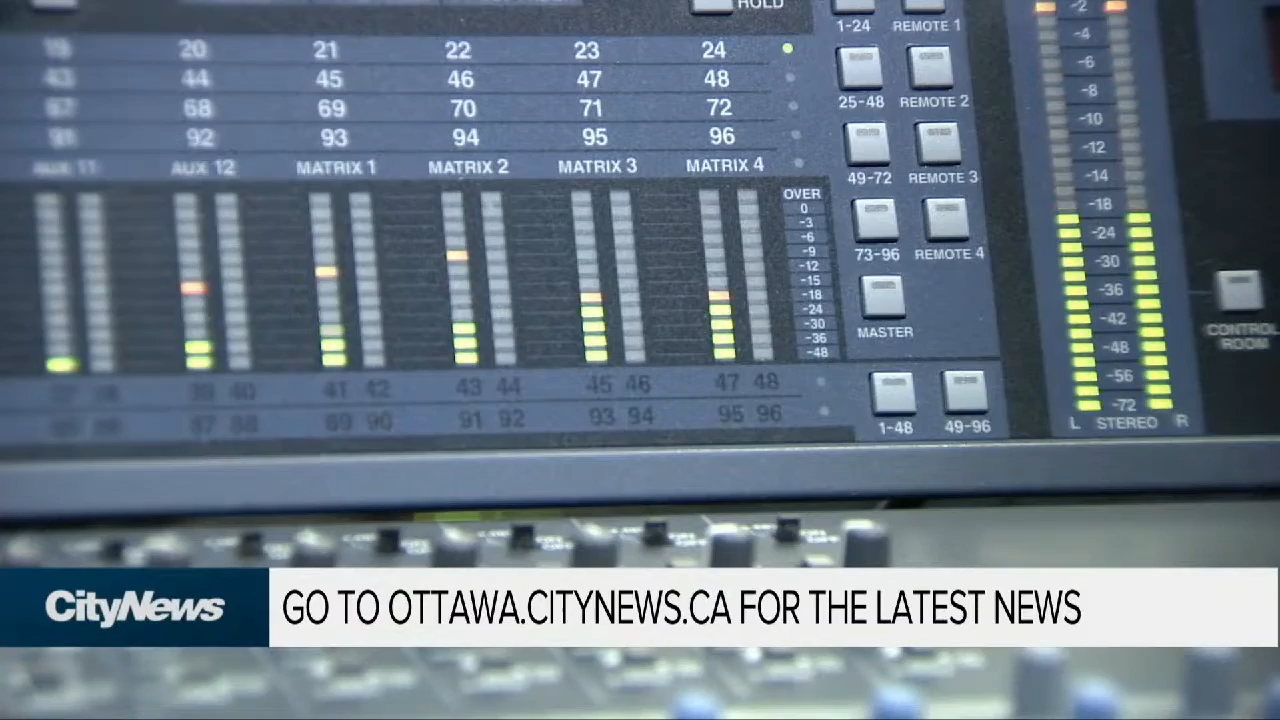 HOLD
1-24 REMOTE 1
19 20 21 22 23 24
43 44 45 46 47 48
67 68 69 70 71 72
91 92 93 94 95 96
AUX 11 AUX 12 MATRIX 1 MATRIX 2 MATRIX 3 MATRIX 4
OVER
0
-3
-6
-9
-12
-15
-18
-24
-30
-36
-48
39 40 41 42 43 44 45 46 47 48
87 88 89 90 91 92 93 94 95 96
25-48 REMOTE 2
49-72 REMOTE 3
73-96 REMOTE 4
MASTER
1-48 49-96
-2
-4
-6
-8
-10
-12
-14
-18
-24
-30
-36
-42
-48
-56
-72
L STEREO R
CONTROL
ROOM
CityNews
GO TO OTTAWA.CITYNEWS.CA FOR THE LATEST NEWS